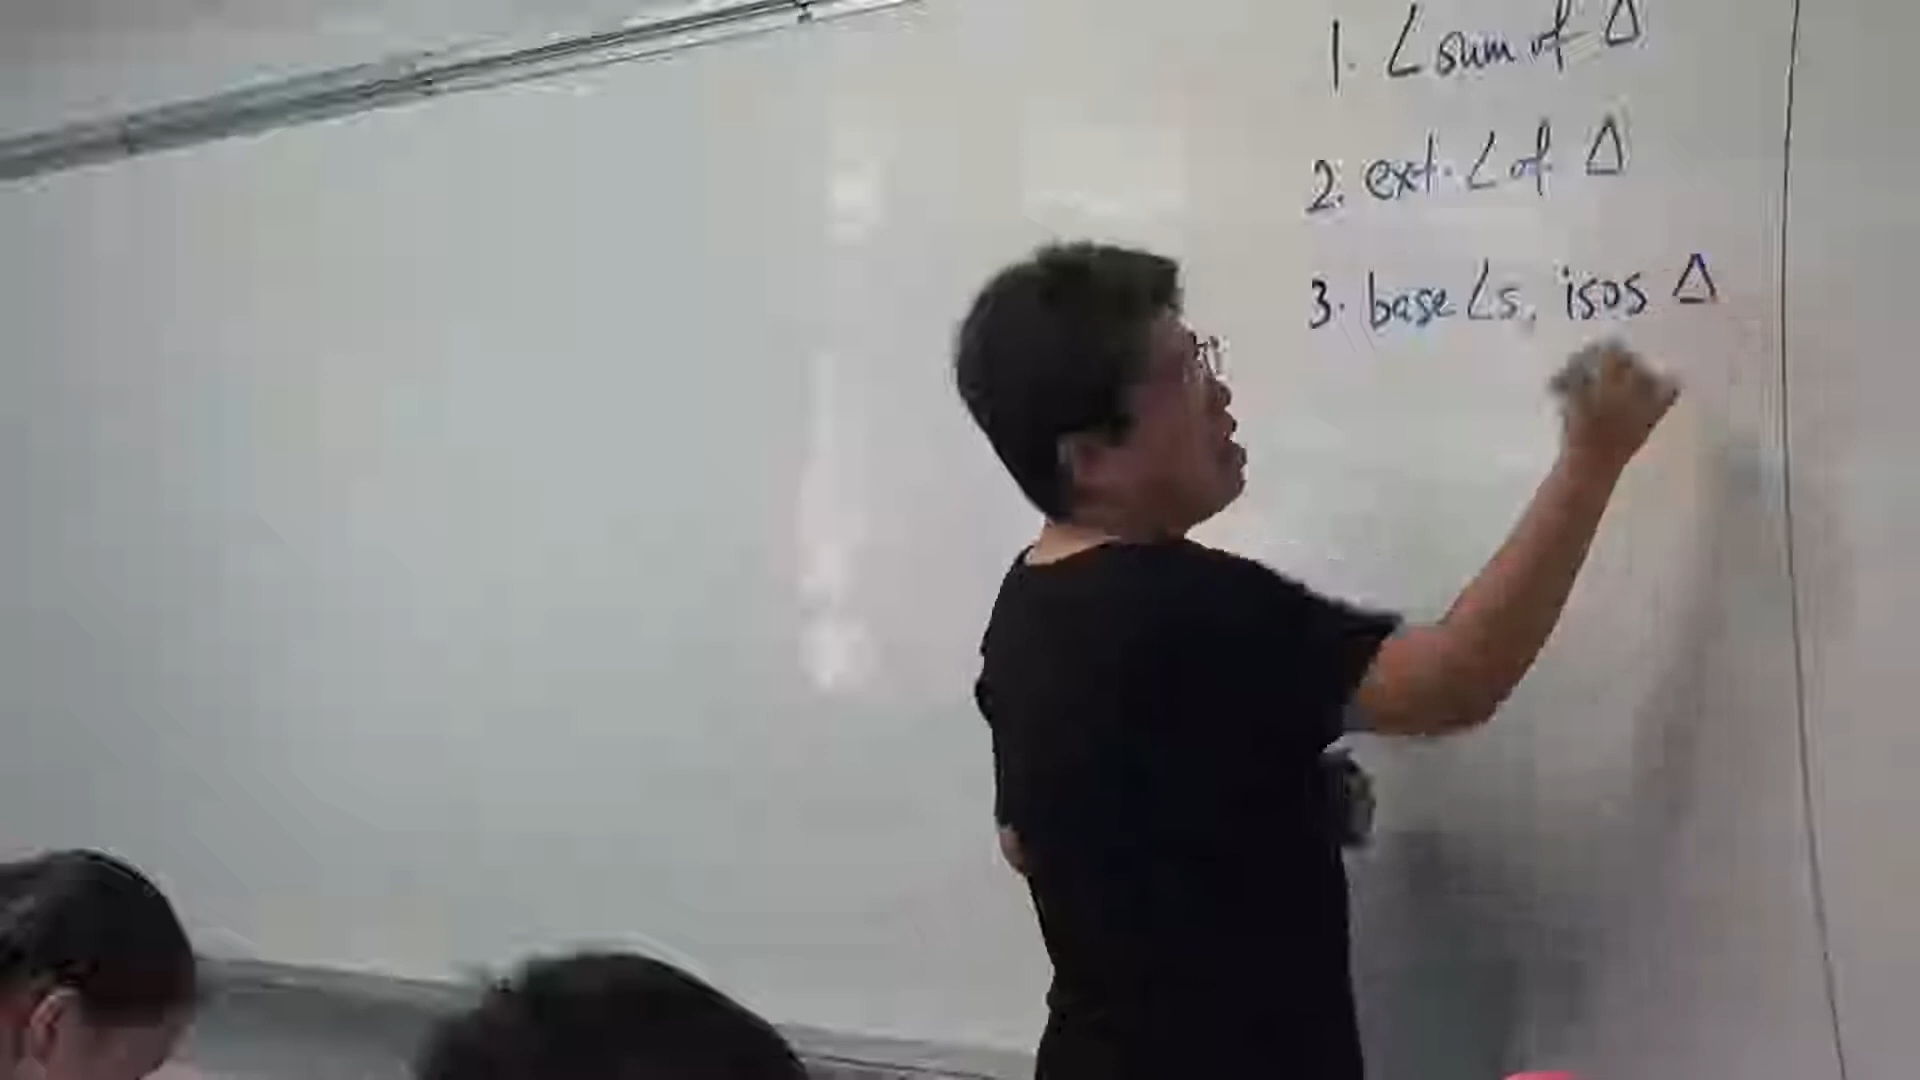 1. ∠ sum of Δ
2. ext. ∠ of Δ
3. base ∠s, isos Δ